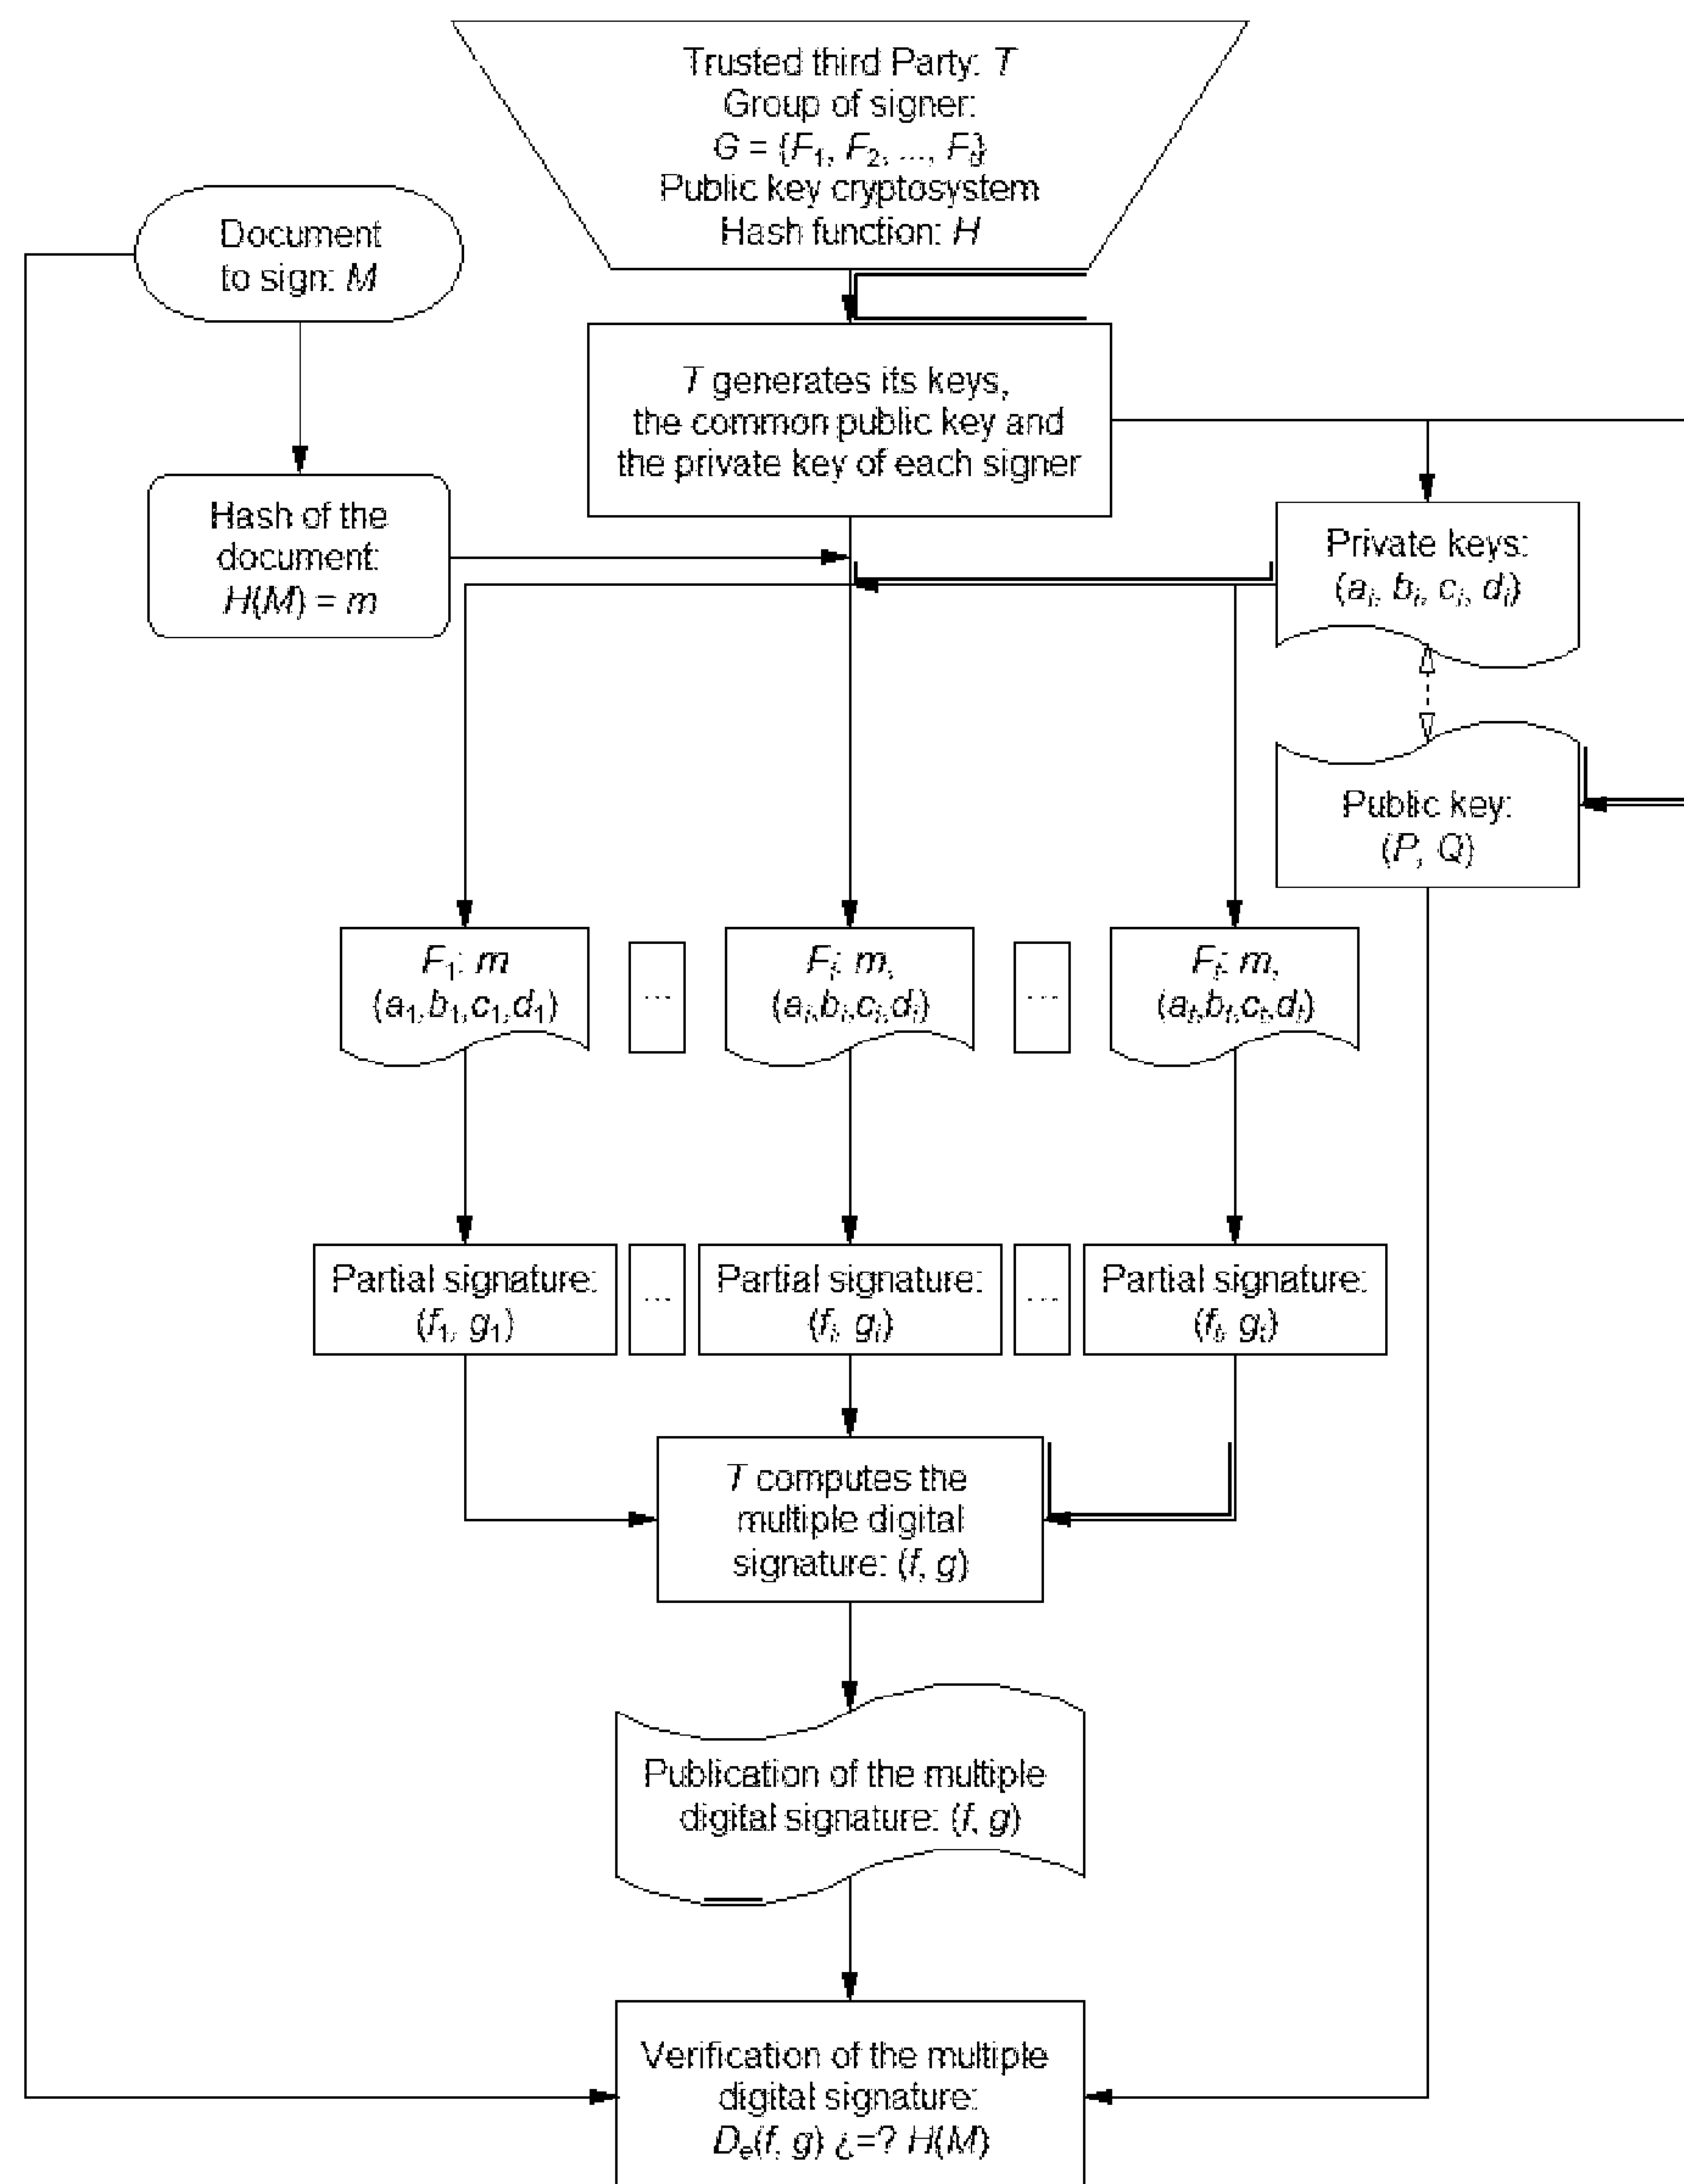 Trusted third Party: T
Group of signer:
G = {F1, F2, ..., Ft}
Public key cryptosystem
Hash function: H
Document
to sign: M
T generates its keys,
the common public key and
the private key of each signer
Hash of the
document:
H(M) = m
Private keys:
(ai, bi, ci, di)
Public key:
(P, Q)
F1: m
(a1,b1,c1,d1)
...
Fi: m,
(ai,bi,ci,di)
...
Ft: m,
(at,bt,ct,dt)
Partial signature:
(f1, g1)
...
Partial signature:
(fi, gi)
...
Partial signature:
(ft, gt)
T computes the
multiple digital
signature: (f, g)
Publication of the multiple
digital signature: (f, g)
Verification of the multiple
digital signature:
De(f, g) ¿=? H(M)